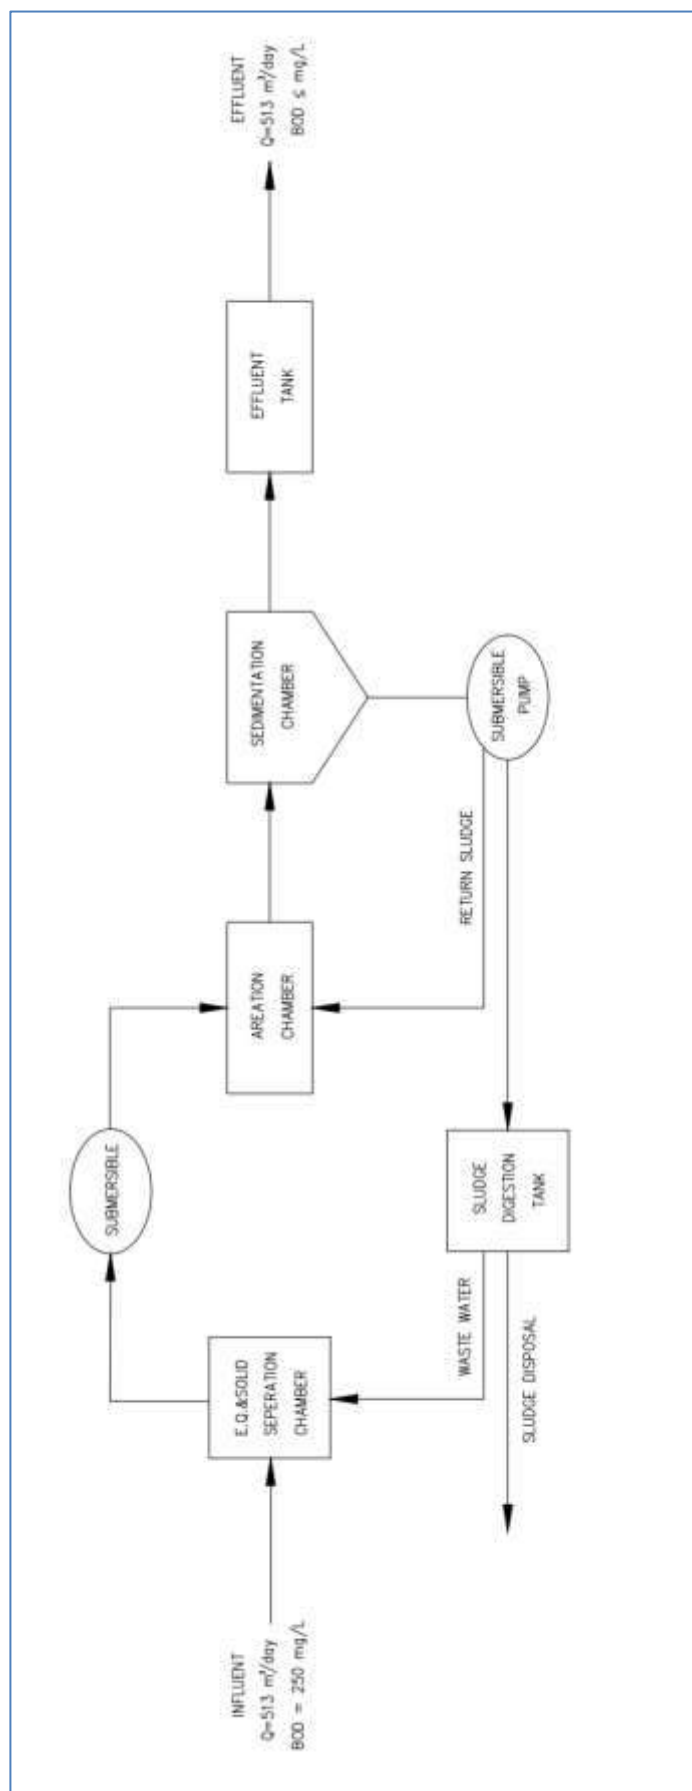 INFLUENT
Q=513 m³/day
BOD = 250 mg/L
E.Q.&SOLID
SEPERATION
CHAMBER
SUBMERSIBLE
AREATION
CHAMBER
SEDIMENTATION
CHAMBER
EFFLUENT
TANK
EFFLUENT
Q=513 m³/day
BOD ≤ mg/L
SUBMERSIBLE
PUMP
RETURN SLUDGE
SLUDGE
DIGESTION
TANK
WASTE WATER
SLUDGE DISPOSAL